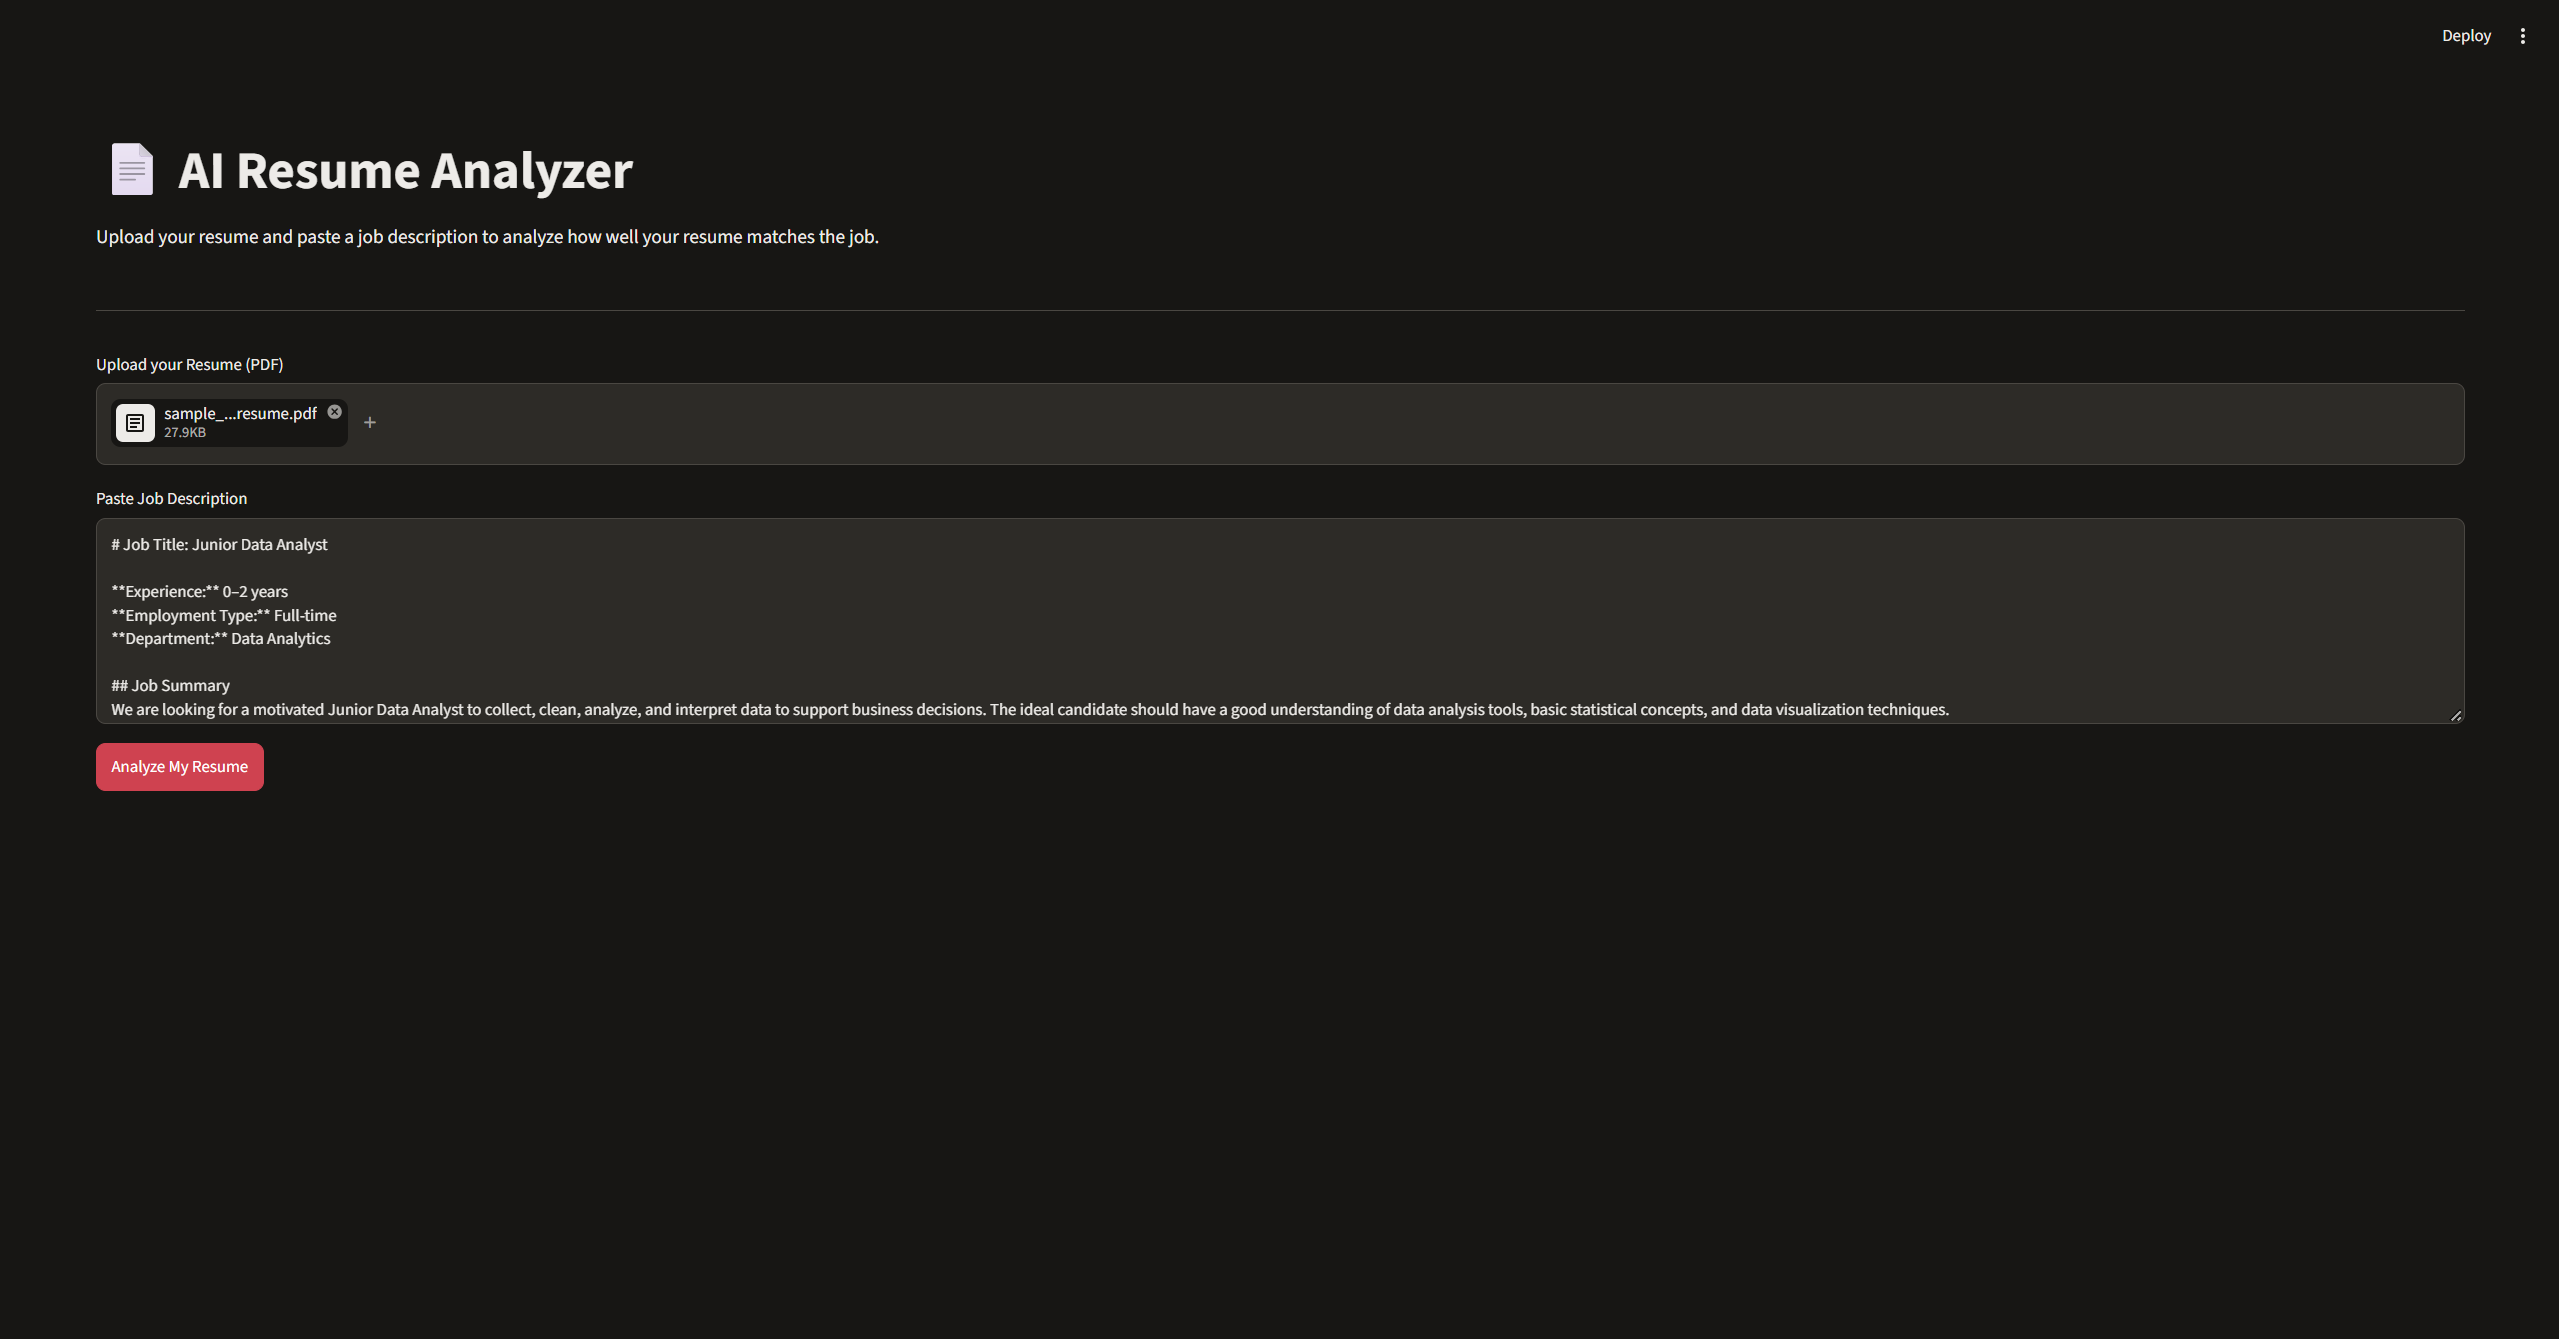 Deploy
AI Resume Analyzer
Upload your resume and paste a job description to analyze how well your resume matches the job.
Upload your Resume (PDF)
sample_...resume.pdf
27.9KB
Paste Job Description
# Job Title: Junior Data Analyst
**Experience:** 0–2 years
**Employment Type:** Full-time
**Department:** Data Analytics
## Job Summary
We are looking for a motivated Junior Data Analyst to collect, clean, analyze, and interpret data to support business decisions. The ideal candidate should have a good understanding of data analysis tools, basic statistical concepts, and data visualization techniques.
Analyze My Resume